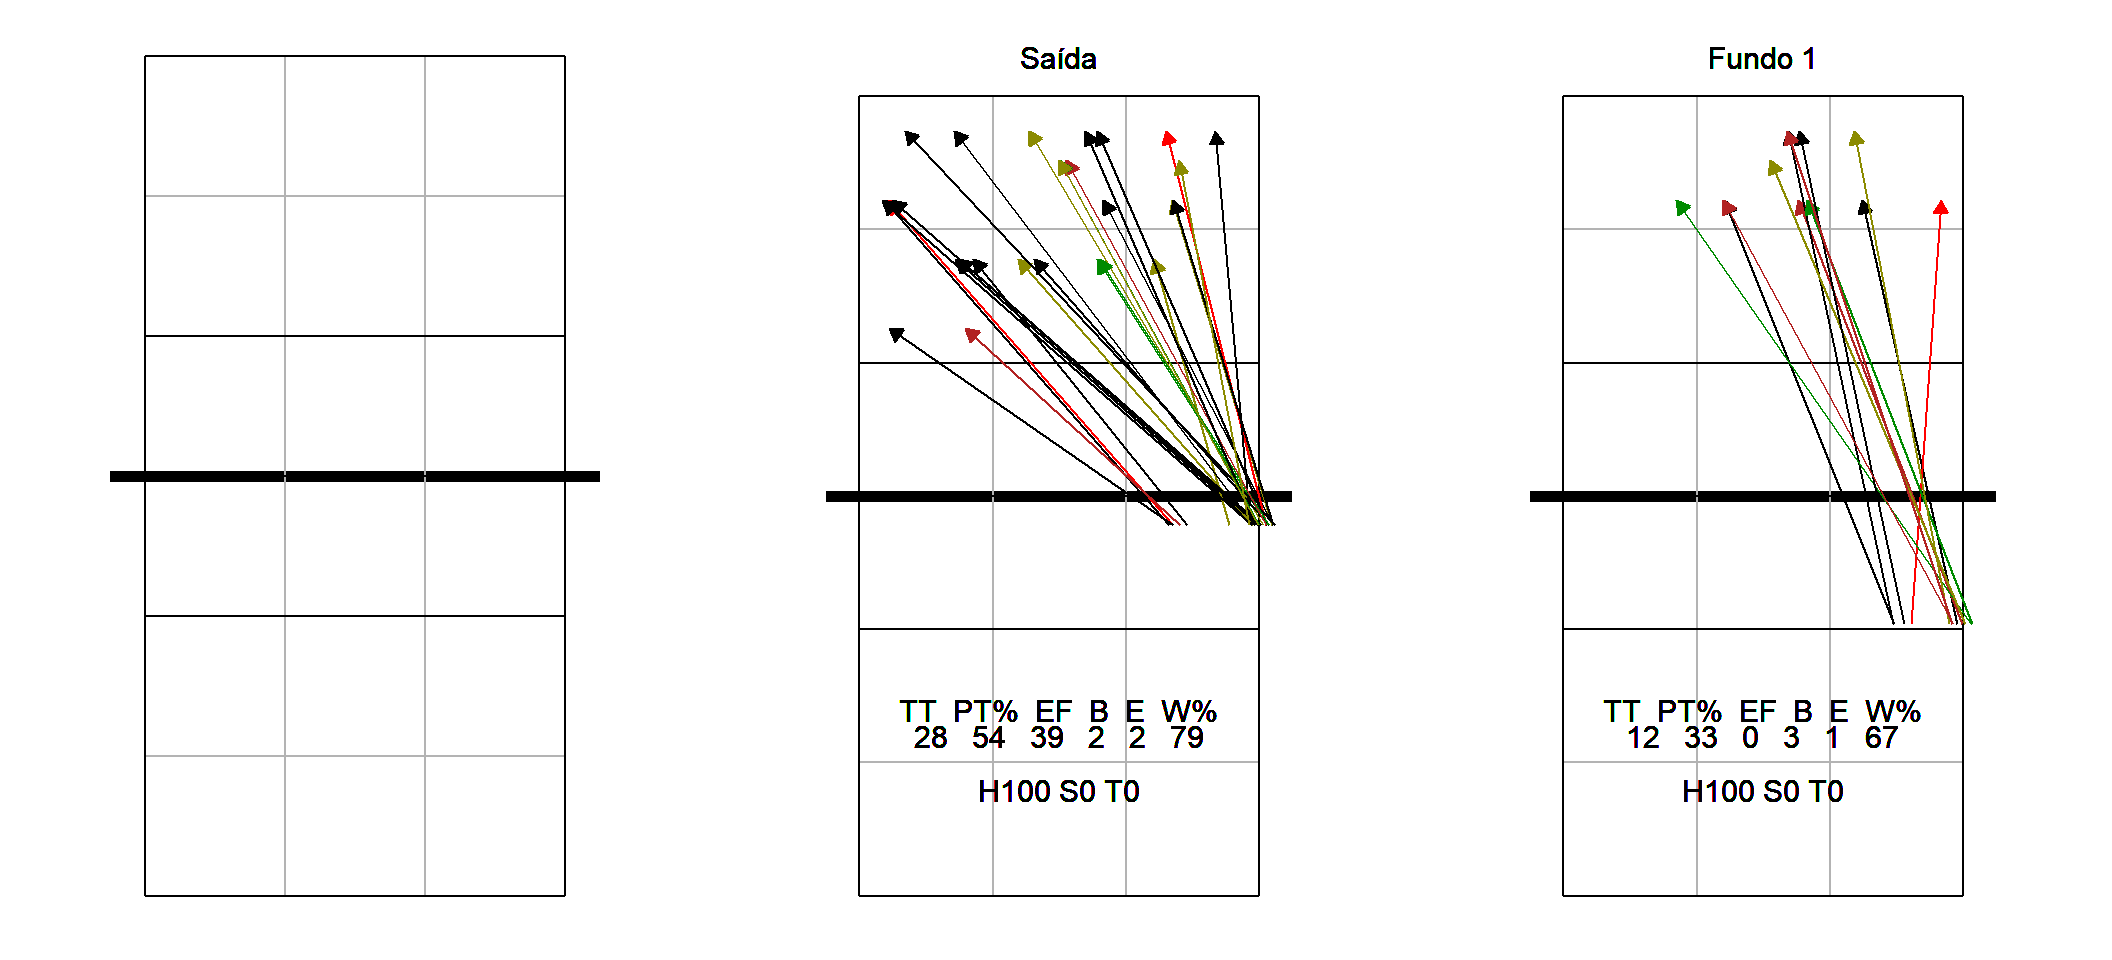 Saída
TT PT% EF B E W%
28 54 39 2 2 79
H100 S0 T0
Fundo 1
TT PT% EF B E W%
12 33 0 3 1 67
H100 S0 T0